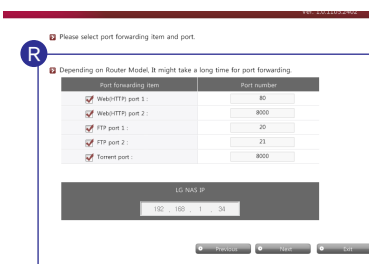 Ver. 1.0.1165.2402
Please select port forwarding item and port.
R
Depending on Router Model, It might take a long time for port forwarding.
Port forwarding item Port number
Web(HTTP) port 1 : 80
Web(HTTP) port 2 : 8000
FTP port 1 : 20
FTP port 2 : 21
Torrent port : 8000
LG NAS IP
192 . 168 . 1 . 34
Previous Next Exit